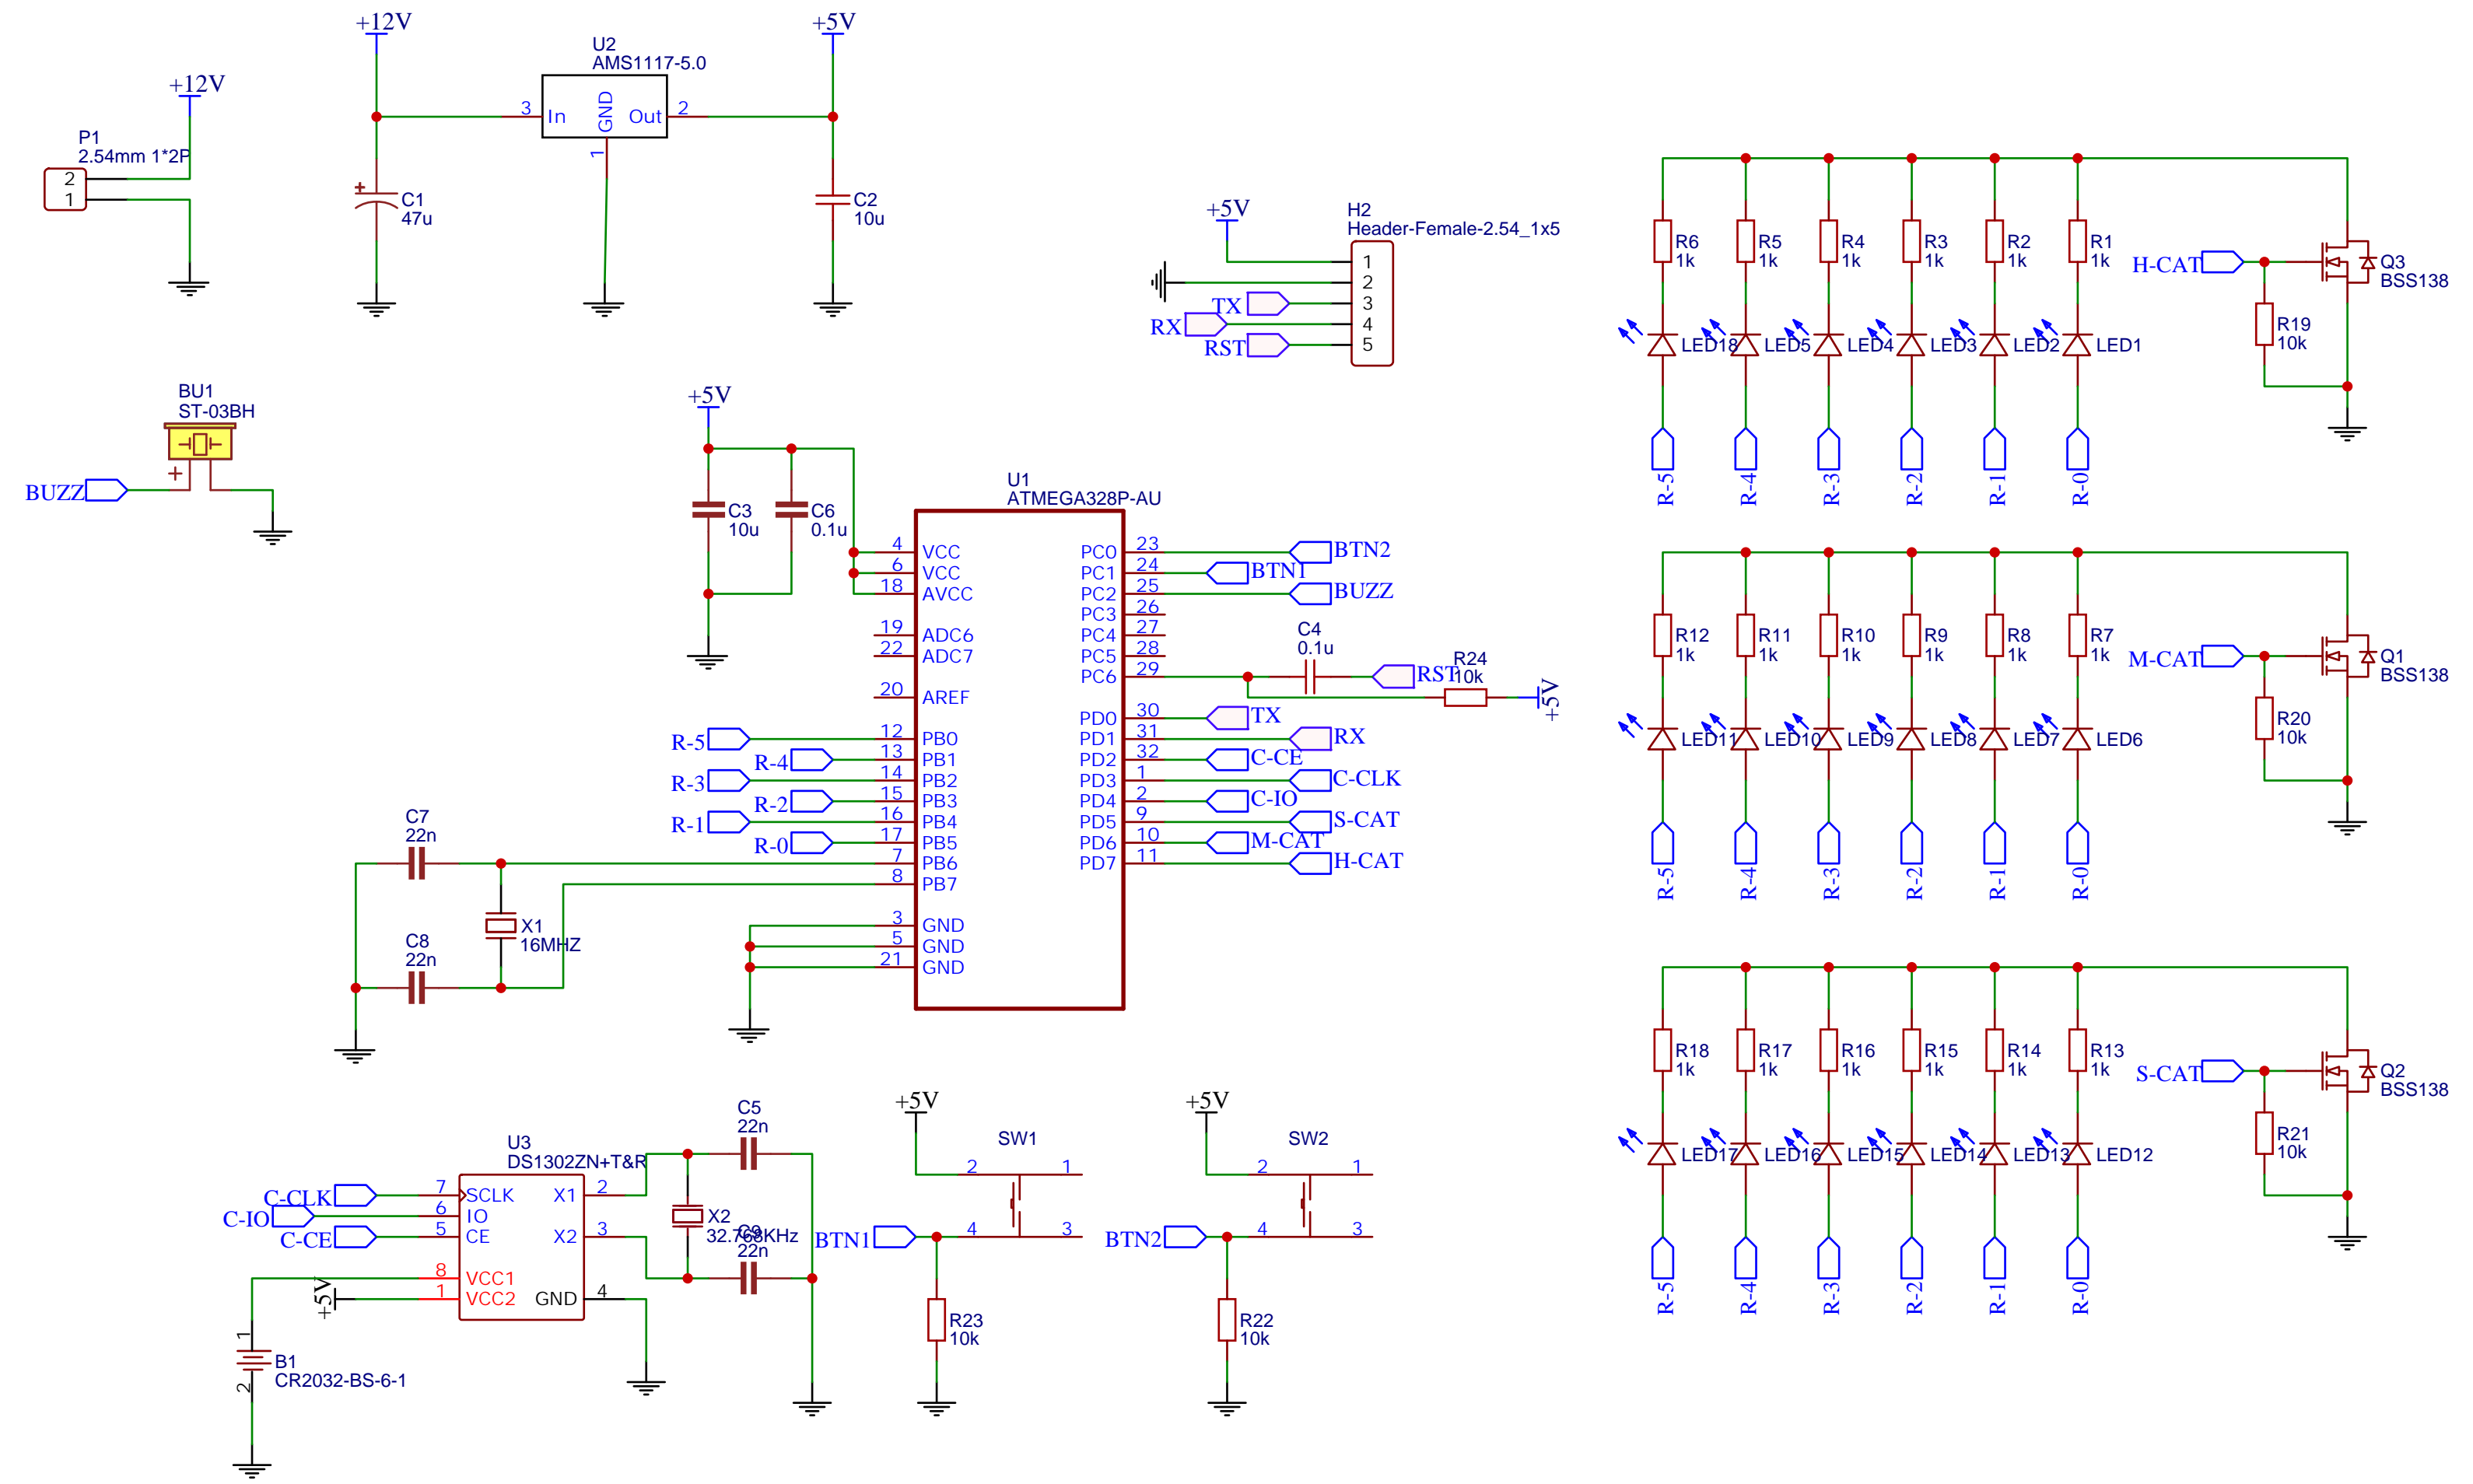 +12V
P1
2.54mm 1*2P
2
1
+12V
U2
AMS1117-5.0
3
In
GND
Out
2
1
+5V
C1
47u
C2
10u
BU1
ST-03BH
BUZZ
+5V
H2
Header-Female-2.54_1x5
1
2
3
4
5
TX
RX
RST
+5V
C3
10u
C6
0.1u
U1
ATMEGA328P-AU
4
VCC
6
VCC
18
AVCC
19
ADC6
22
ADC7
20
AREF
R-5
12
PB0
R-4
13
PB1
R-3
14
PB2
R-2
15
PB3
R-1
16
PB4
R-0
17
PB5
7
PB6
8
PB7
3
GND
5
GND
21
GND
PC0
23
BTN2
PC1
24
BTN1
PC2
25
BUZZ
PC3
26
PC4
27
PC5
28
PC6
29
C4
0.1u
RST
R24
10k
+5V
PD0
30
TX
PD1
31
RX
PD2
32
C-CE
PD3
1
C-CLK
PD4
2
C-IO
PD5
9
S-CAT
PD6
10
M-CAT
PD7
11
H-CAT
C7
22n
C8
22n
X1
16MHZ
U3
DS1302ZN+T&R
C-CLK
7
SCLK
C-IO
6
IO
C-CE
5
CE
8
VCC1
+5V
1
VCC2
X1
2
X2
3
GND
4
C5
22n
X2
32.768KHz
C9
22n
1
2
B1
CR2032-BS-6-1
+5V
SW1
2
1
4
3
BTN1
R23
10k
+5V
SW2
2
1
4
3
BTN2
R22
10k
R6
1k
R5
1k
R4
1k
R3
1k
R2
1k
R1
1k
LED18
LED5
LED4
LED3
LED2
LED1
R-5
R-4
R-3
R-2
R-1
R-0
H-CAT
Q3
BSS138
R19
10k
R12
1k
R11
1k
R10
1k
R9
1k
R8
1k
R7
1k
LED11
LED10
LED9
LED8
LED7
LED6
R-5
R-4
R-3
R-2
R-1
R-0
M-CAT
Q1
BSS138
R20
10k
R18
1k
R17
1k
R16
1k
R15
1k
R14
1k
R13
1k
LED17
LED16
LED15
LED14
LED13
LED12
R-5
R-4
R-3
R-2
R-1
R-0
S-CAT
Q2
BSS138
R21
10k